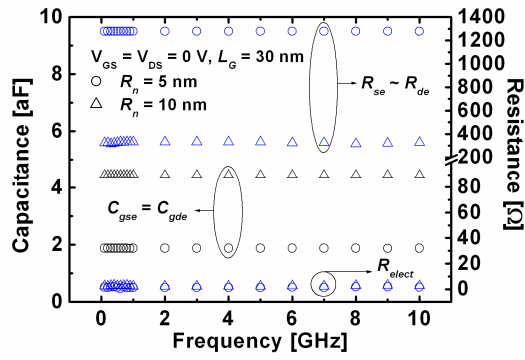 V_GS = V_DS = 0 V, L_G = 30 nm
R_n = 5 nm
R_n = 10 nm
R_se ~ R_de
C_gse = C_gde
R_elect
Capacitance [aF]
10
8
6
4
2
0
Resistance [Ω]
1400
1200
1000
800
600
400
200
80
60
40
20
0
0
2
4
6
8
10
Frequency [GHz]